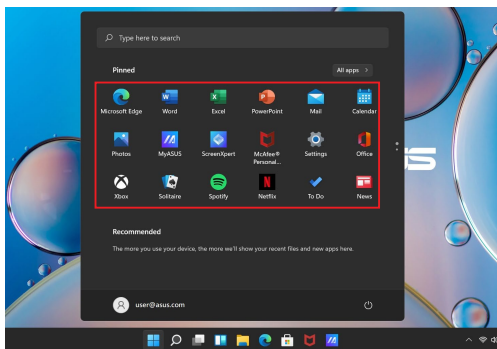 Type here to search
Pinned
All apps >
Microsoft Edge
Word
Excel
PowerPoint
Mail
Calendar
Photos
MyASUS
ScreenXpert
McAfee®
Personal...
Settings
Office
Xbox
Solitaire
Spotify
Netflix
To Do
News
Recommended
The more you use your device, the more we'll show your recent files and new apps here.
user@asus.com